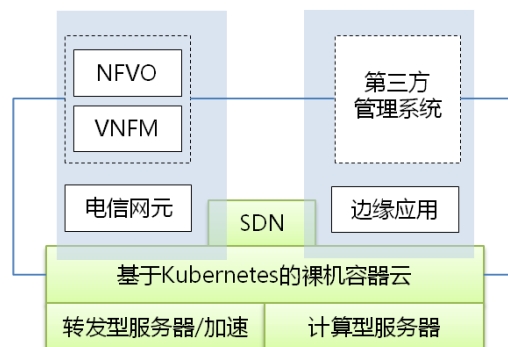 NFVO
VNFM
第三方
管理系统
电信网元
SDN
边缘应用
基于Kubernetes的裸机容器云
转发型服务器/加速
计算型服务器